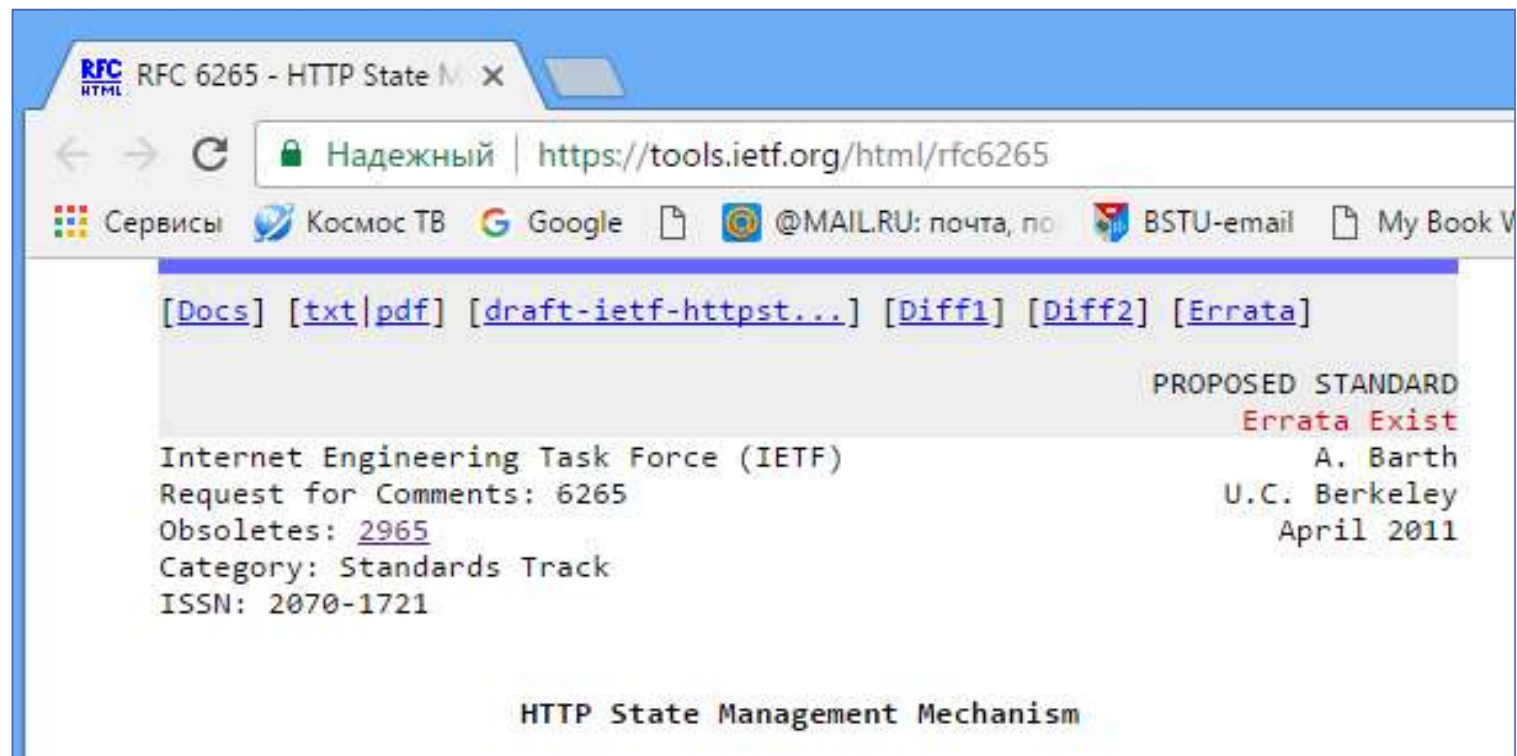 RFC HTML RFC 6265 - HTTP State
Надежный | https://tools.ietf.org/html/rfc6265
Сервисы Космос ТВ Google @MAIL.RU: почта, по BSTU-email My Book
[Docs] [txt|pdf] [draft-ietf-httpst...] [Diff1] [Diff2] [Errata]
PROPOSED STANDARD
Errata Exist
Internet Engineering Task Force (IETF) A. Barth
Request for Comments: 6265 U.C. Berkeley
Obsoletes: 2965 April 2011
Category: Standards Track
ISSN: 2070-1721
HTTP State Management Mechanism